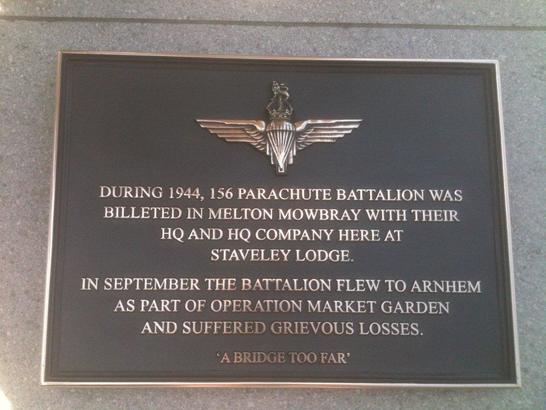 DURING 1944, 156 PARACHUTE BATTALION WAS
BILLETED IN MELTON MOWBRAY WITH THEIR
HQ AND HQ COMPANY HERE AT
STAVELEY LODGE.
IN SEPTEMBER THE BATTALION FLEW TO ARNHEM
AS PART OF OPERATION MARKET GARDEN
AND SUFFERED GRIEVOUS LOSSES.
'A BRIDGE TOO FAR'